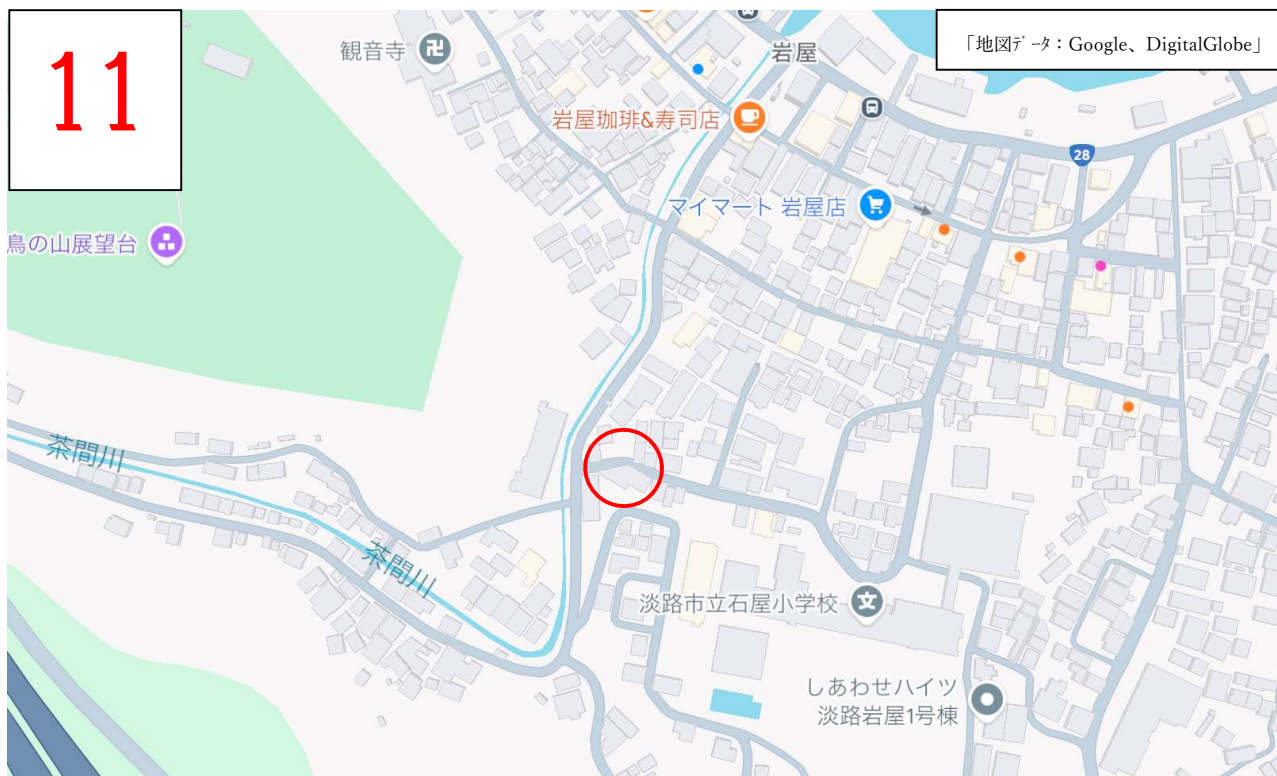 11
「地図ﾃﾞｰﾀ：Google、DigitalGlobe」
観音寺
岩屋
岩屋珈琲&寿司店
28
マイマート 岩屋店
鳥の山展望台
茶間川
茶間川
淡路市立石屋小学校
文
しあわせハイツ
淡路岩屋1号棟